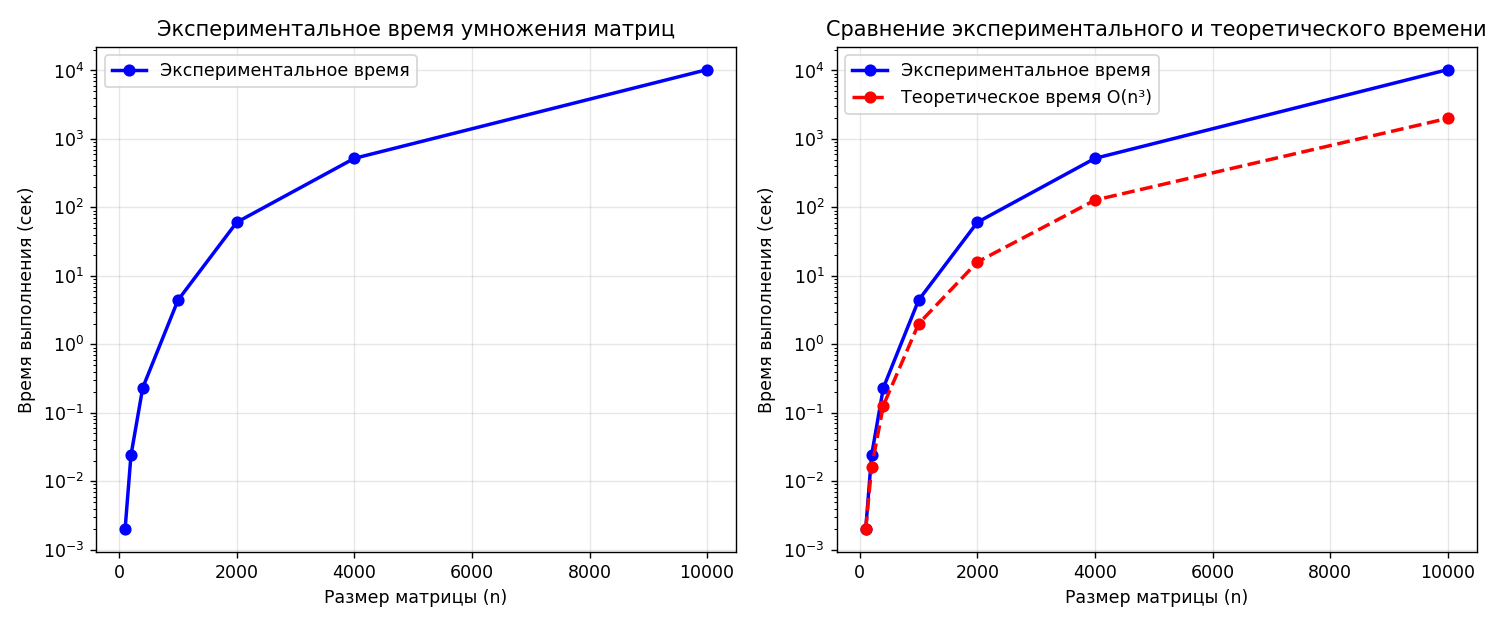 Экспериментальное время умножения матриц
Экспериментальное время
Время выполнения (сек)
10⁴
10³
10²
10¹
10⁰
10⁻¹
10⁻²
10⁻³
0 2000 4000 6000 8000 10000
Размер матрицы (n)
Сравнение экспериментального и теоретического времени
Экспериментальное время
Теоретическое время O(n³)
Время выполнения (сек)
10⁴
10³
10²
10¹
10⁰
10⁻¹
10⁻²
10⁻³
0 2000 4000 6000 8000 10000
Размер матрицы (n)